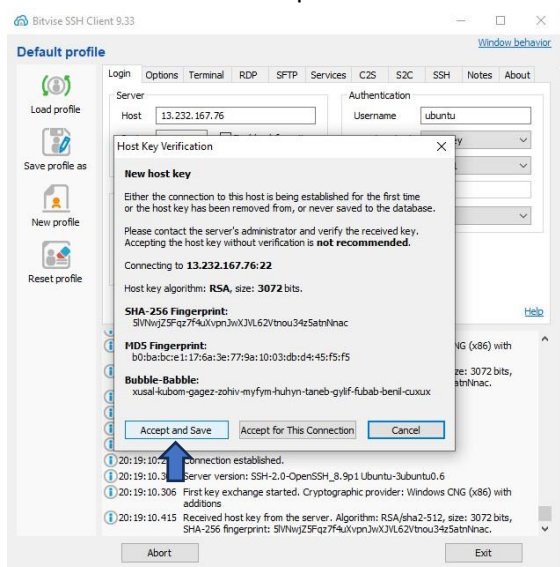 Bitvise SSH Client 9.33
Default profile
Window behavior
Load profile
Save profile as
New profile
Reset profile
Login Options Terminal RDP SFTP Services C2S S2C SSH Notes About
Server
Host 13.232.167.76
Authentication
Username ubuntu
Host Key Verification
New host key
Either the connection to this host is being established for the first time
or the host key has been removed from, or never saved to the database.
Please contact the server's administrator and verify the received key.
Accepting the host key without verification is not recommended.
Connecting to 13.232.167.76:22
Host key algorithm: RSA, size: 3072 bits.
SHA-256 Fingerprint:
5lVNwjZ5Fqz7f4uXvpnJwXJVL62Vtnou34z5atnNnac
MD5 Fingerprint:
b0:ba:bc:e1:17:6a:3e:77:9a:10:03:db:d4:45:f5:f5
Bubble-Babble:
xusal-kubom-gagez-zohiv-myfym-huhyn-taneb-gylif-fubab-benil-cuxux
Accept and Save Accept for This Connection Cancel
Help
NG (x86) with
ze: 3072 bits,
atnNnac.
Connection established.
Server version: SSH-2.0-OpenSSH_8.9p1 Ubuntu-3ubuntu0.6
20:19:10.306 First key exchange started. Cryptographic provider: Windows CNG (x86) with
additions
20:19:10.415 Received host key from the server. Algorithm: RSA/sha2-512, size: 3072 bits,
SHA-256 fingerprint: 5lVNwjZ5Fqz7f4uXvpnJwXJVL62Vtnou34z5atnNnac.
Abort Exit